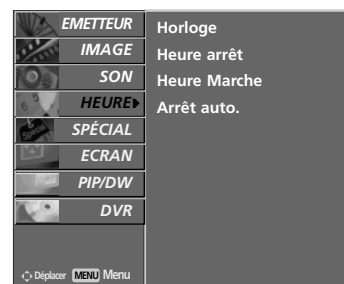 EMETTEUR
IMAGE
SON
HEURE
SPÉCIAL
ECRAN
PIP/DW
DVR
Déplacer MENU Menu
Horloge
Heure arrêt
Heure Marche
Arrêt auto.